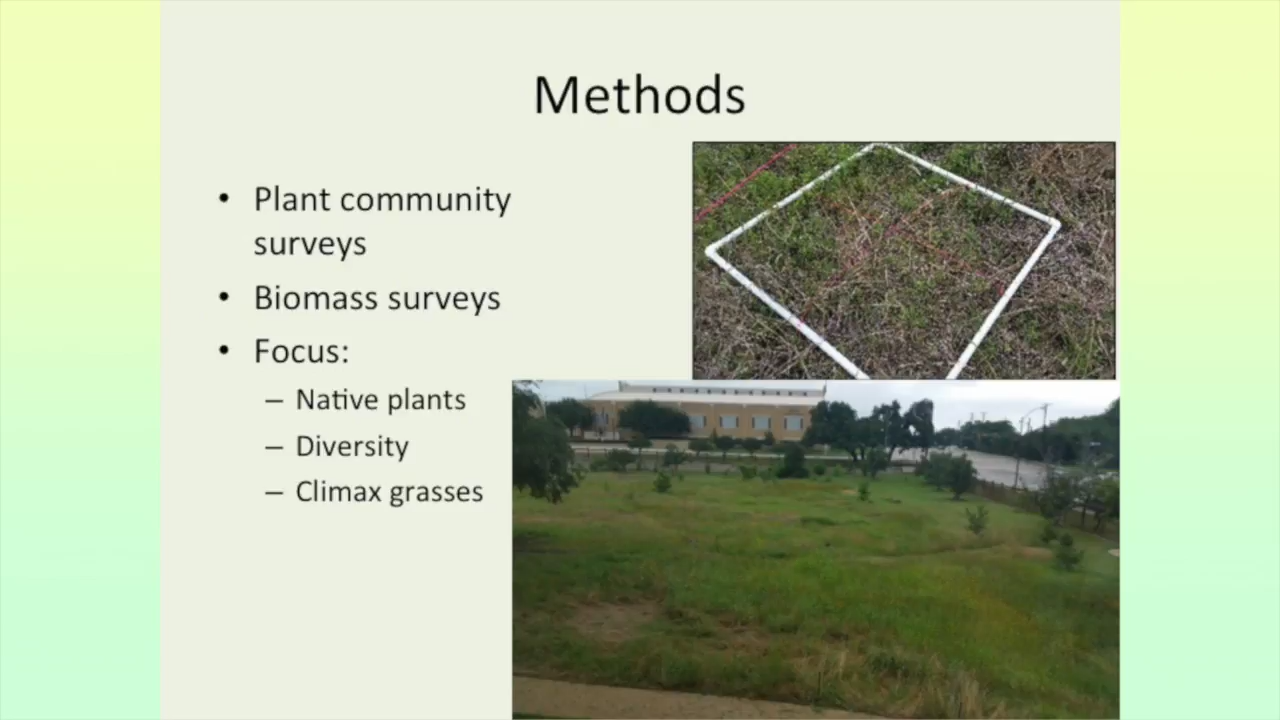 Methods
• Plant community
surveys
• Biomass surveys
• Focus:
– Native plants
– Diversity
– Climax grasses